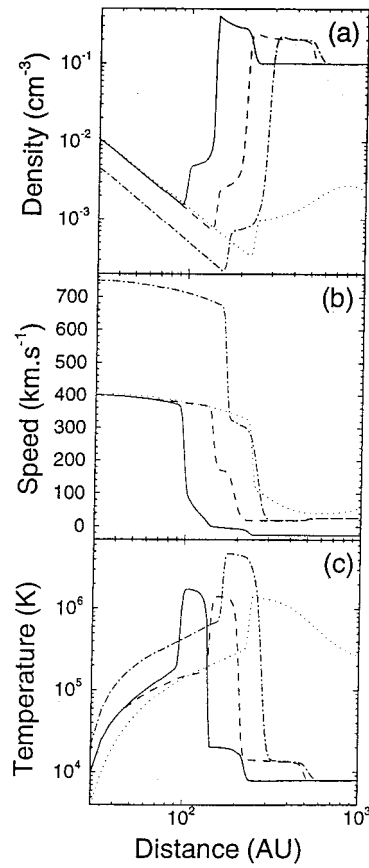 (a)
Density (cm⁻³)
10⁻¹
10⁻²
10⁻³
(b)
Speed (km.s⁻¹)
700
600
500
400
300
200
100
0
(c)
Temperature (K)
10⁶
10⁵
10⁴
10²
10³
Distance (AU)